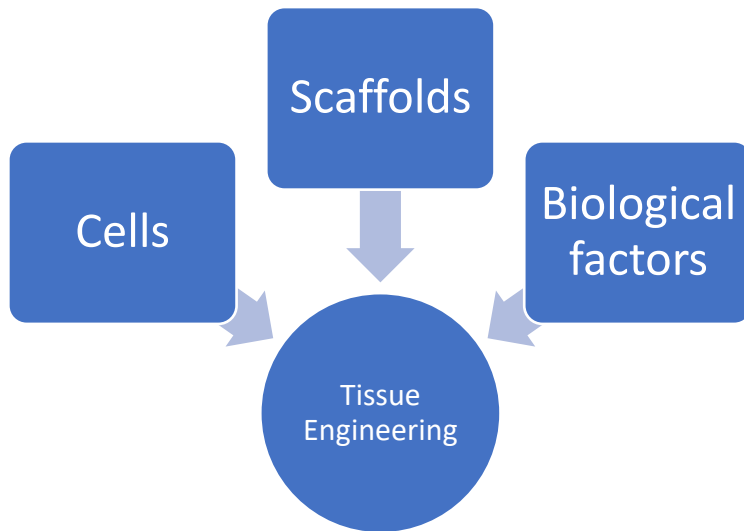 Scaffolds
Cells
Biological
factors
Tissue
Engineering